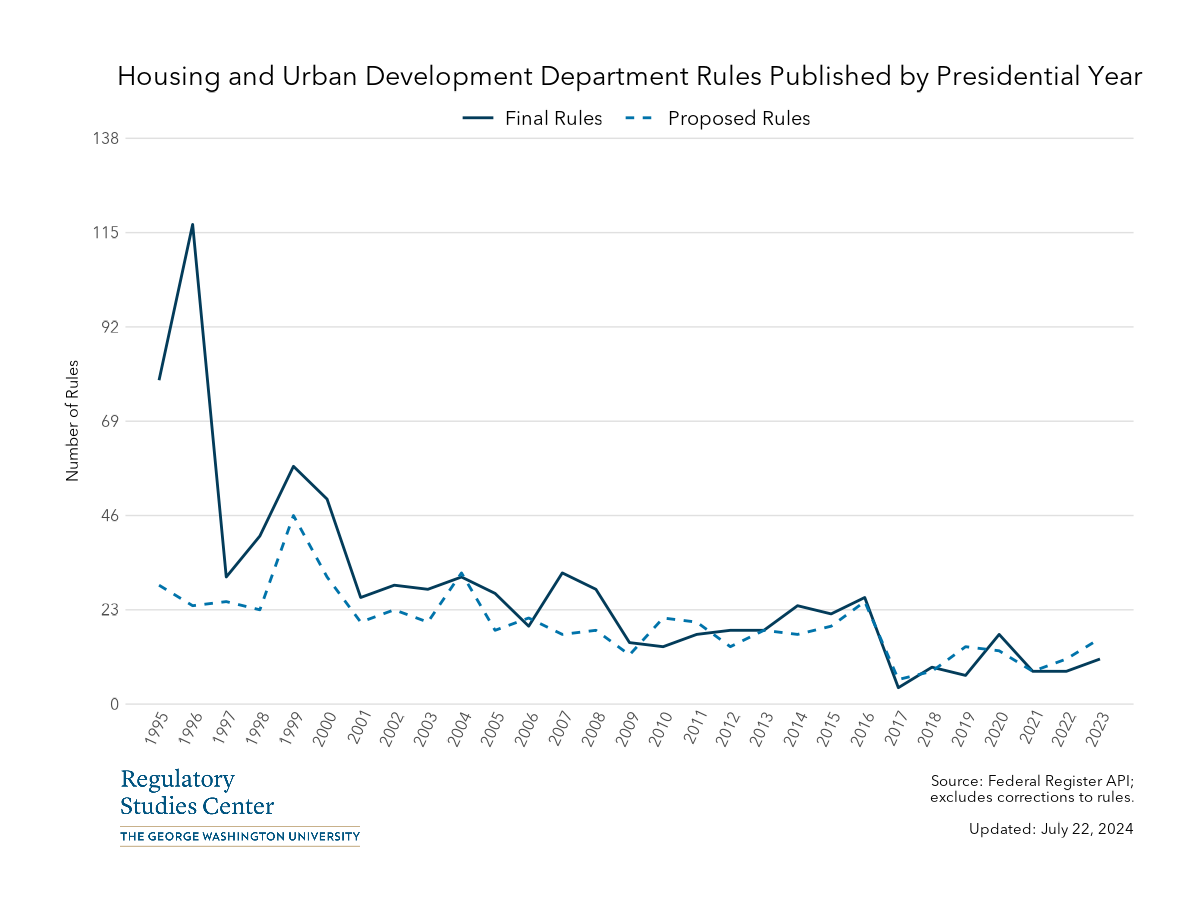 Housing and Urban Development Department Rules Published by Presidential Year
Final Rules Proposed Rules
138
115
92
69
46
23
0
Number of Rules
1995 1996 1997 1998 1999 2000 2001 2002 2003 2004 2005 2006 2007 2008 2009 2010 2011 2012 2013 2014 2015 2016 2017 2018 2019 2020 2021 2022 2023
Regulatory
Studies Center
THE GEORGE WASHINGTON UNIVERSITY
Source: Federal Register API;
excludes corrections to rules.
Updated: July 22, 2024